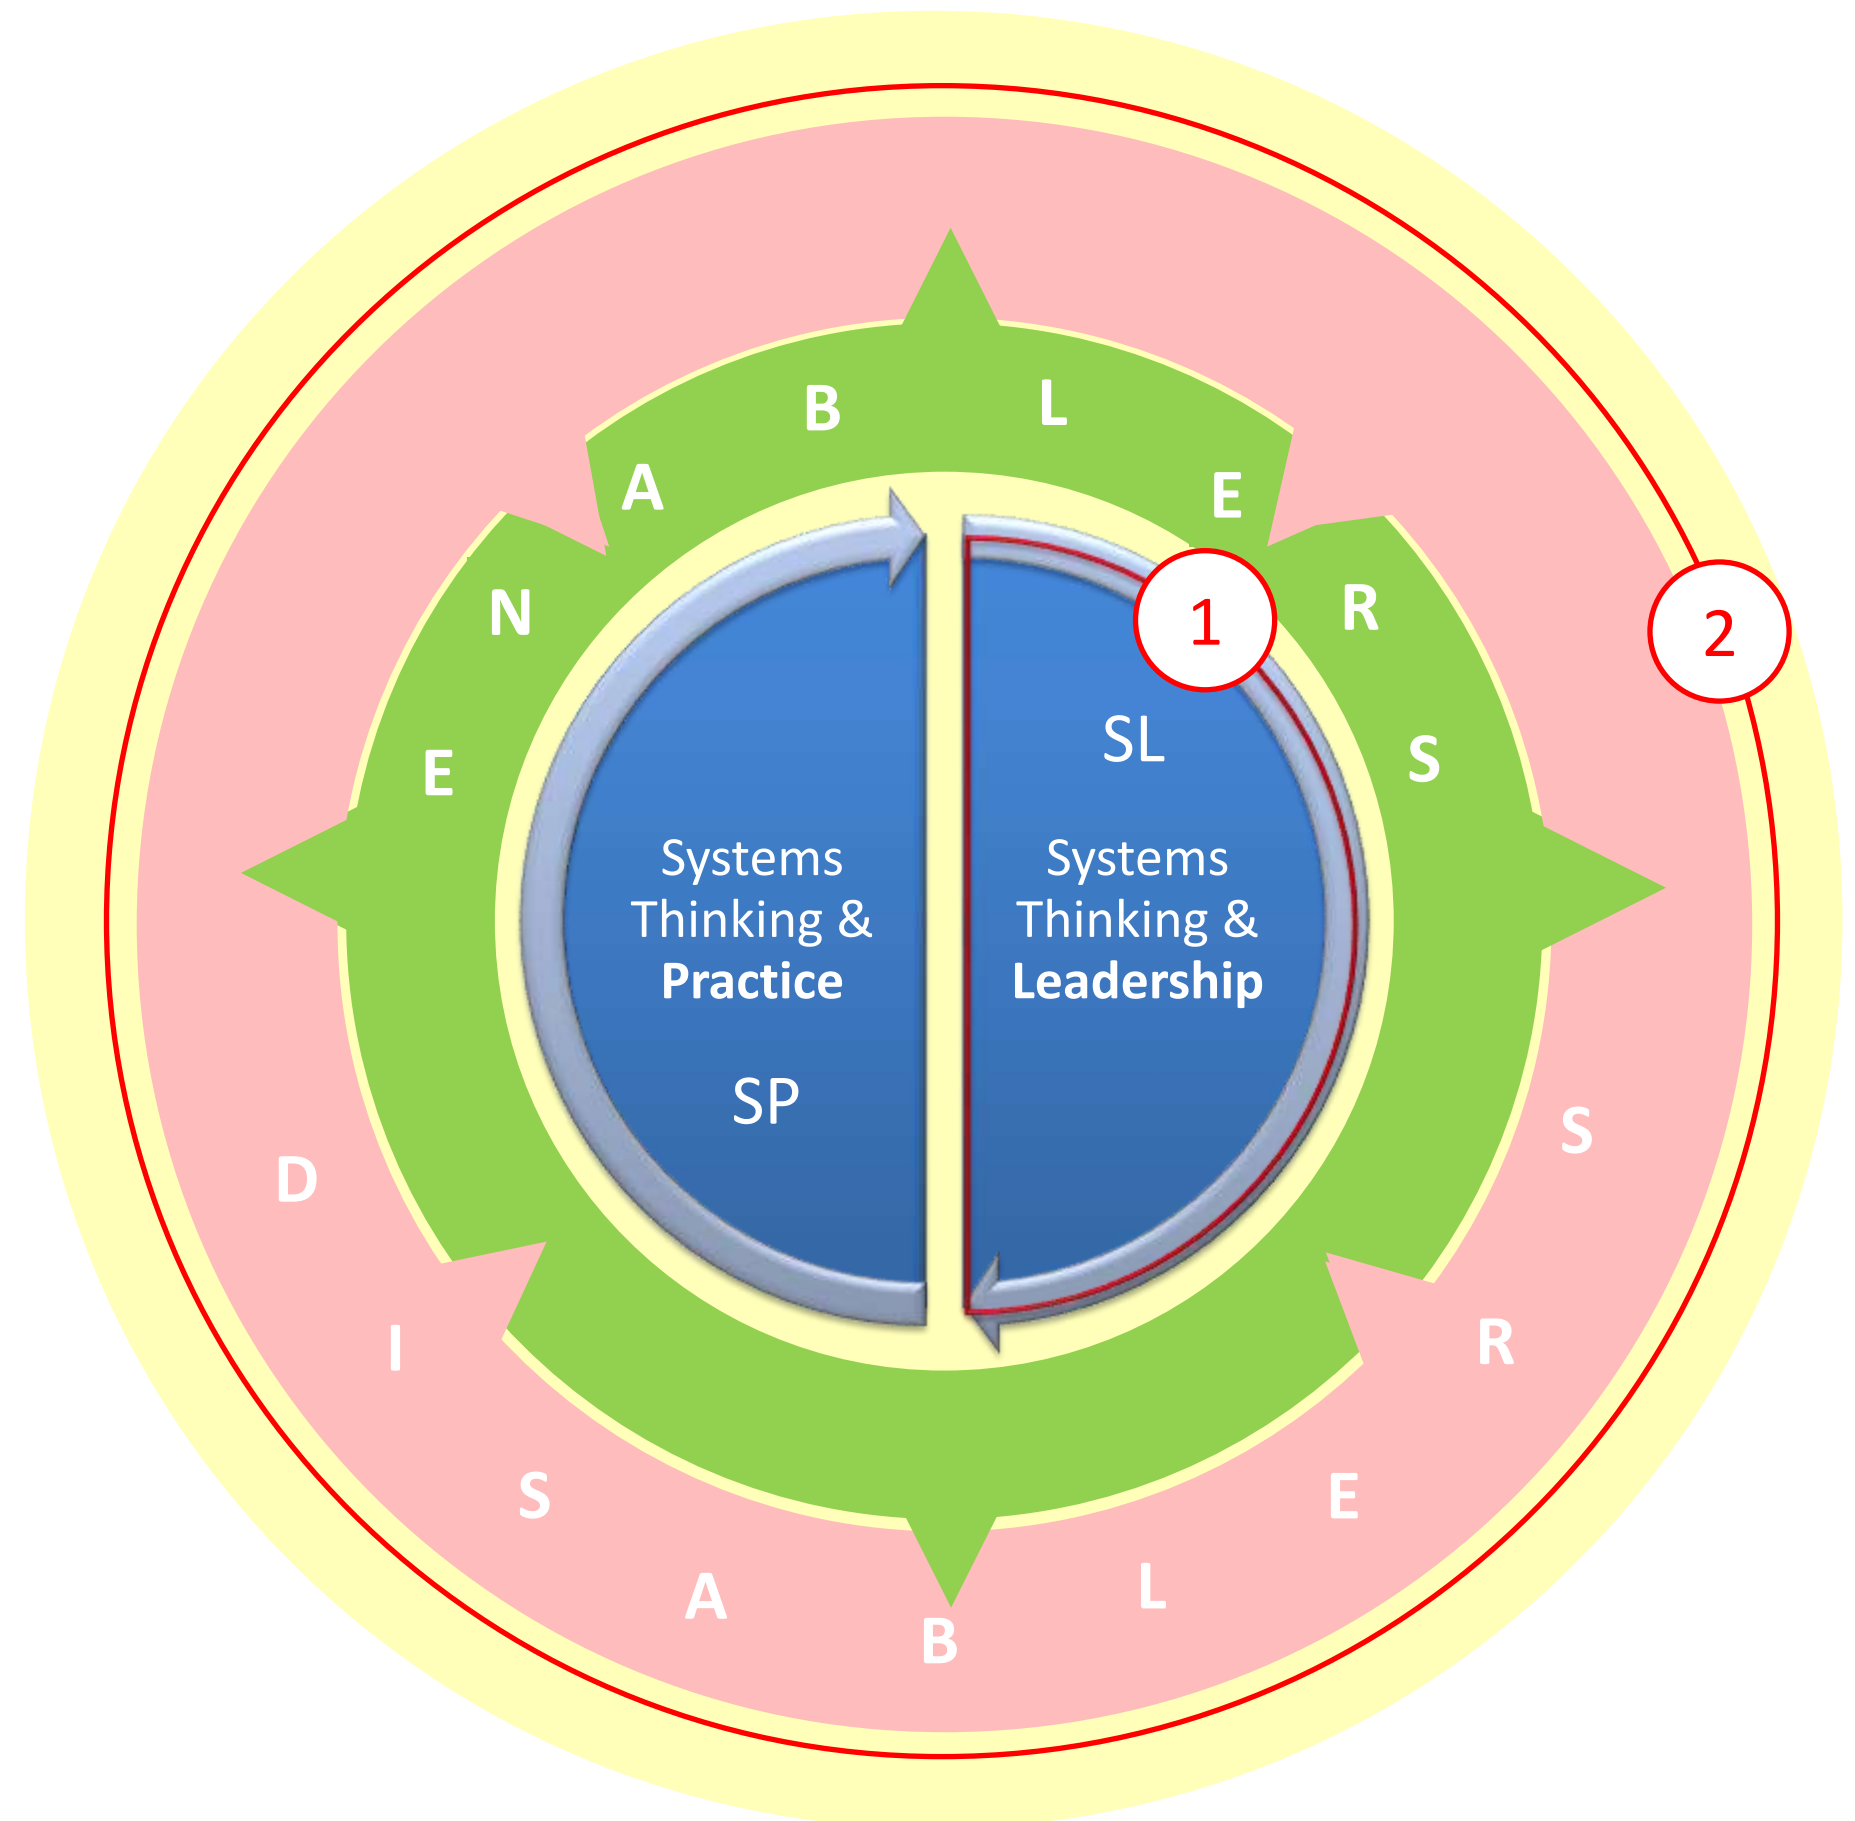 ENABLERS
1
2
SL
Systems
Thinking &
Practice
Systems
Thinking &
Leadership
SP
DISABLERS